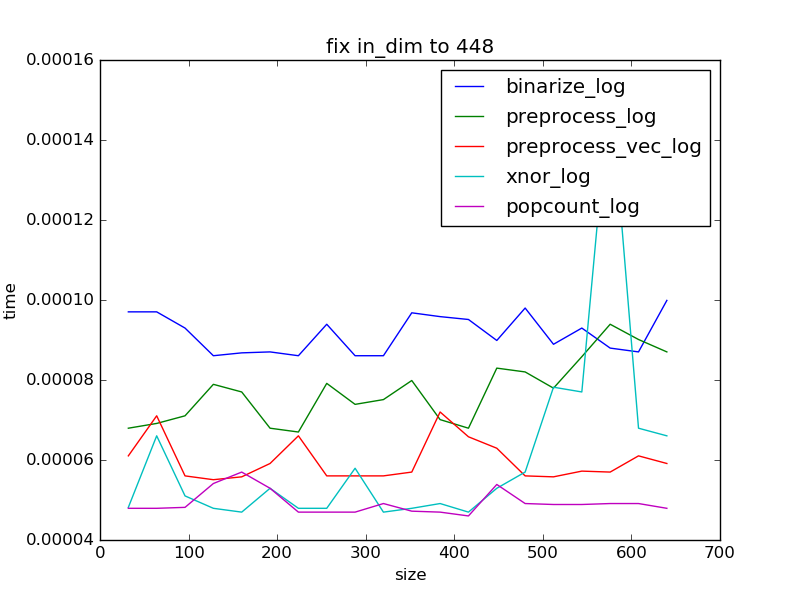 fix in_dim to 448
0.00016
0.00014
0.00012
0.00010
0.00008
0.00006
0.00004
time
binarize_log
preprocess_log
preprocess_vec_log
xnor_log
popcount_log
0 100 200 300 400 500 600 700
size